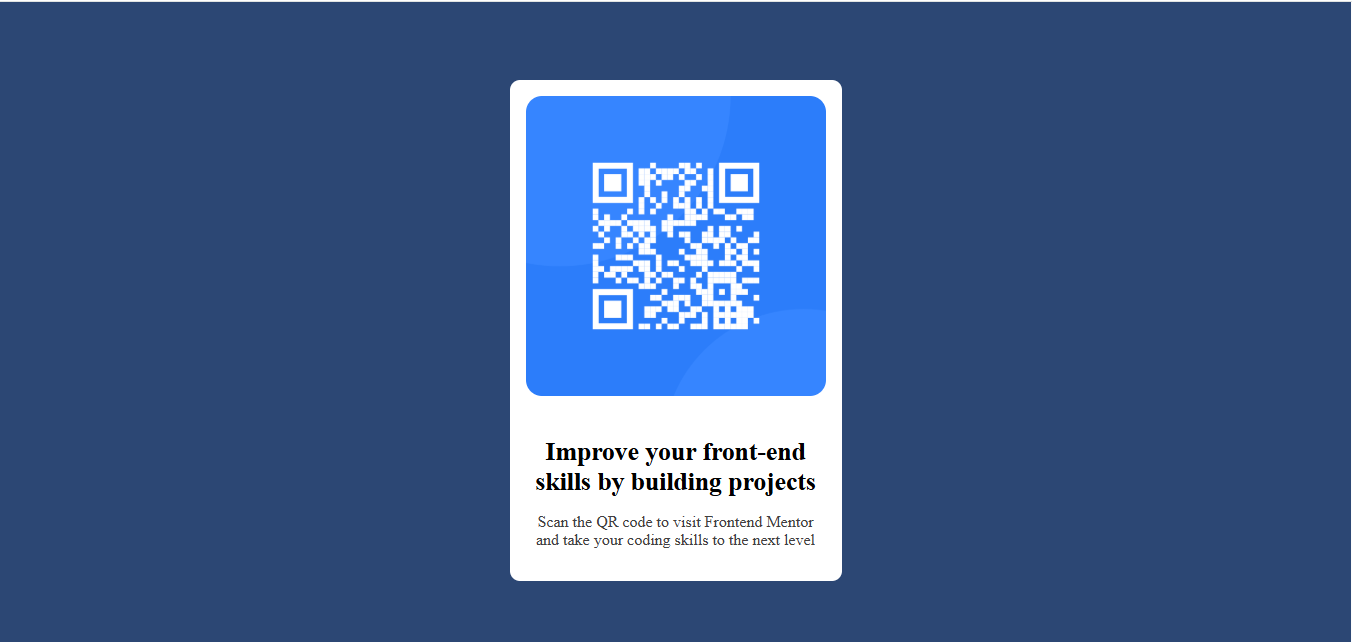 Improve your front-end
skills by building projects
Scan the QR code to visit Frontend Mentor
and take your coding skills to the next level